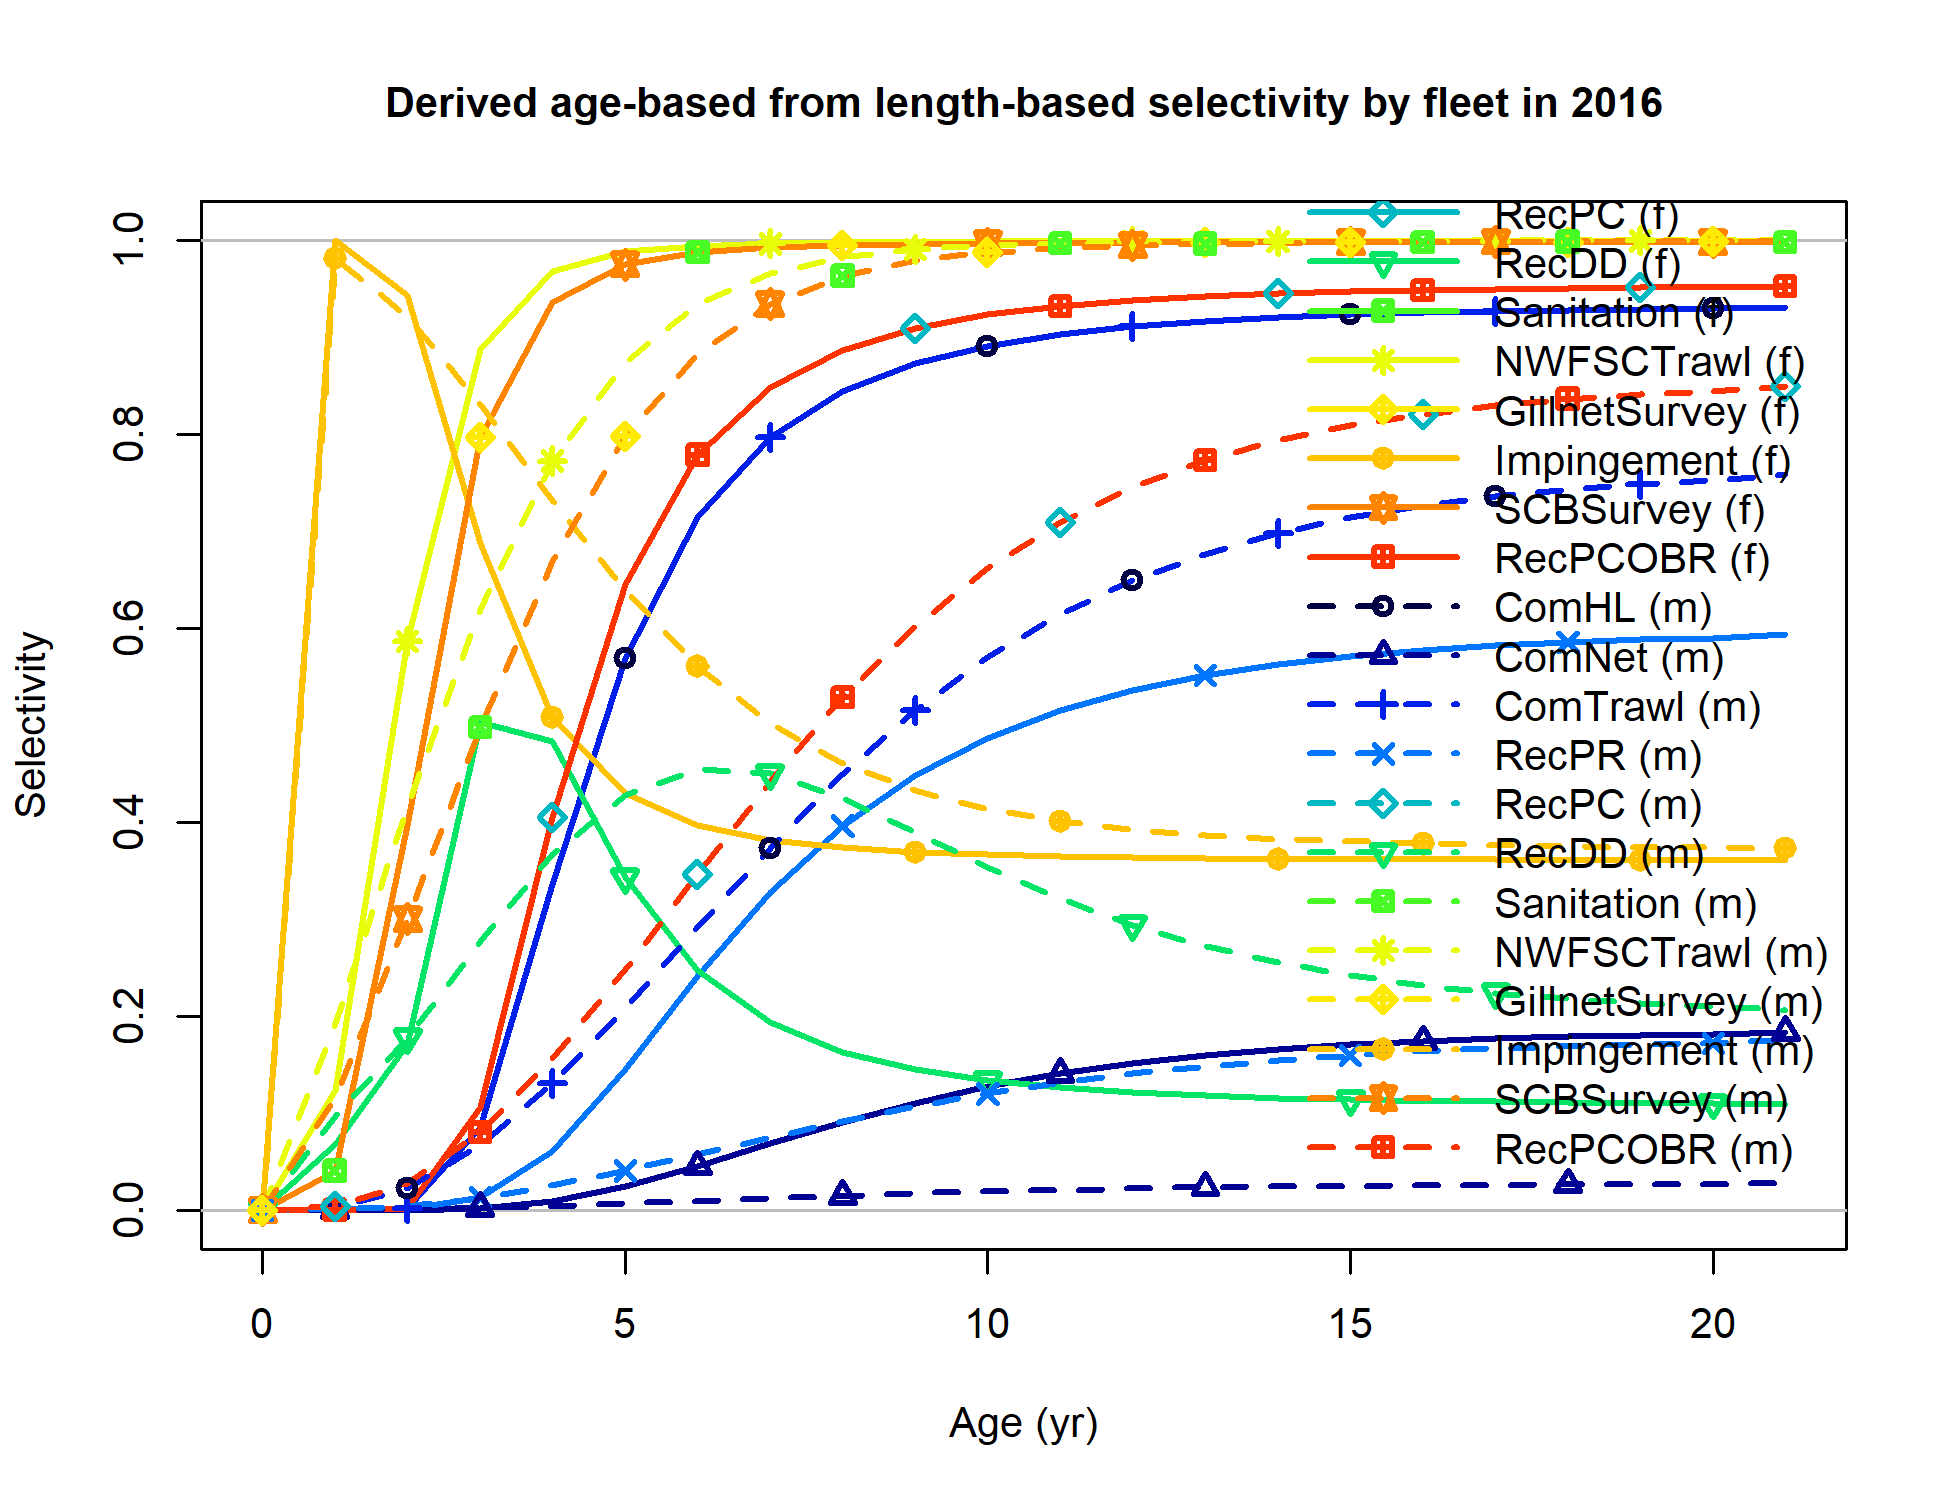 Derived age-based from length-based selectivity by fleet in 2016
Selectivity
1.0
0.8
0.6
0.4
0.2
0.0
RecPC (f)
RecDD (f)
Sanitation (f)
NWFSCTrawl (f)
GillnetSurvey (f)
Impingement (f)
SCBSurvey (f)
RecPCOBR (f)
ComHL (m)
ComNet (m)
ComTrawl (m)
RecPR (m)
RecPC (m)
RecDD (m)
Sanitation (m)
NWFSCTrawl (m)
GillnetSurvey (m)
Impingement (m)
SCBSurvey (m)
RecPCOBR (m)
0 5 10 15 20
Age (yr)